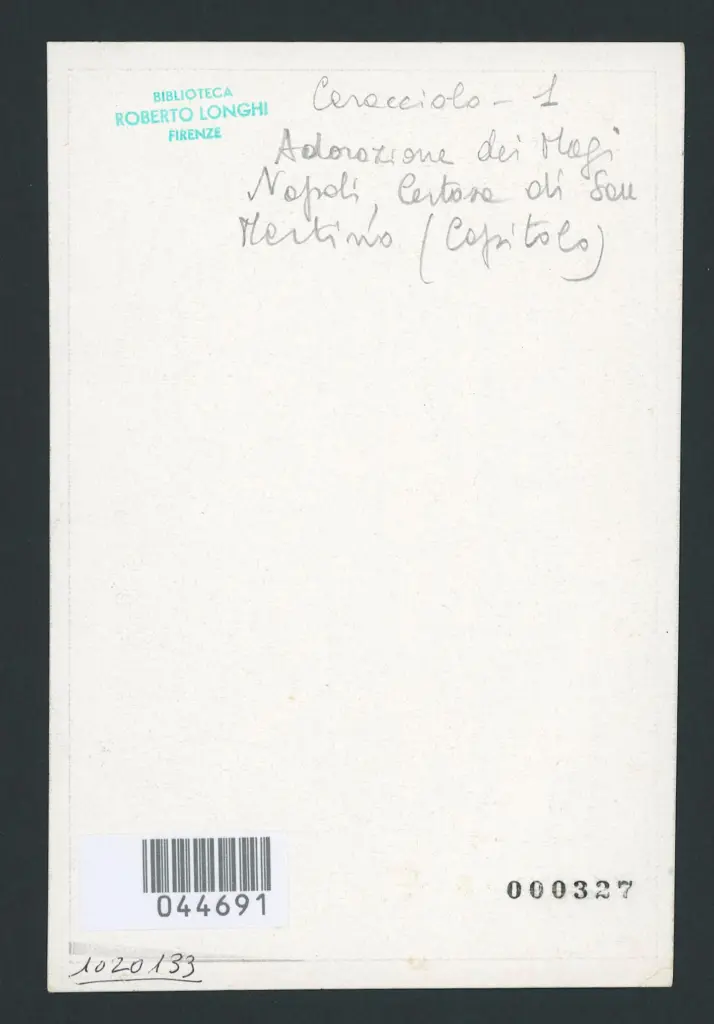 BIBLIOTECA
ROBERTO LONGHI
FIRENZE
Caracciolo - 1
Adorazione dei Magi
Napoli, Certosa di San
Martino (Capitolo)
044691
000327
1020133